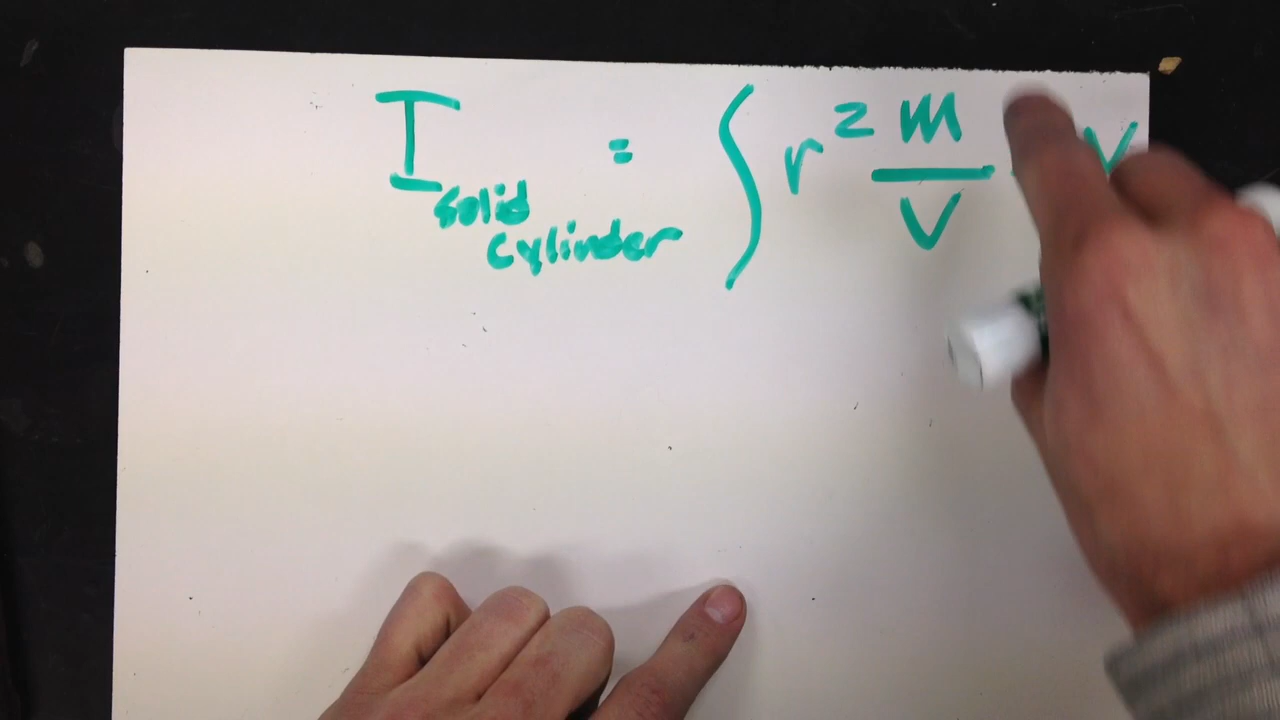 I solid cylinder = ∫ r² m/V V